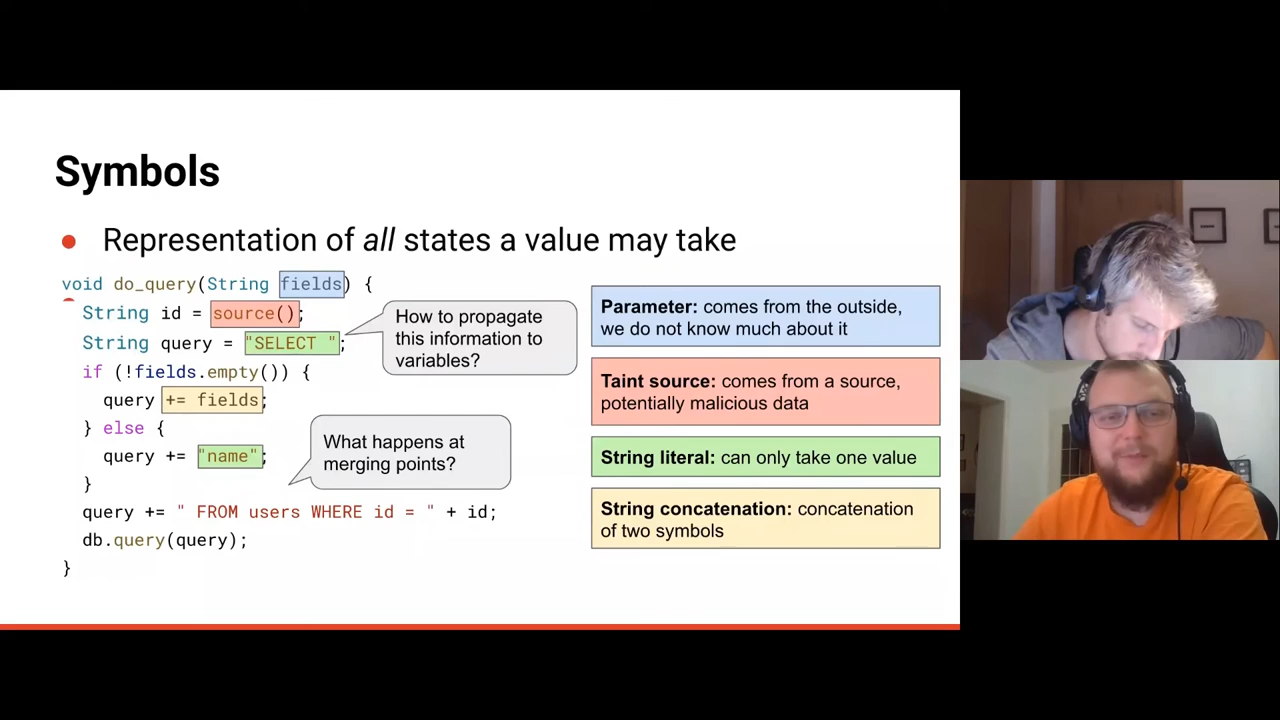 Symbols
● Representation of all states a value may take
void do_query(String fields) {
String id = source();
String query = "SELECT ";
if (!fields.empty()) {
query += fields;
} else {
query += "name";
}
query += " FROM users WHERE id = " + id;
db.query(query);
}
How to propagate
this information to
variables?
What happens at
merging points?
Parameter: comes from the outside,
we do not know much about it
Taint source: comes from a source,
potentially malicious data
String literal: can only take one value
String concatenation: concatenation
of two symbols